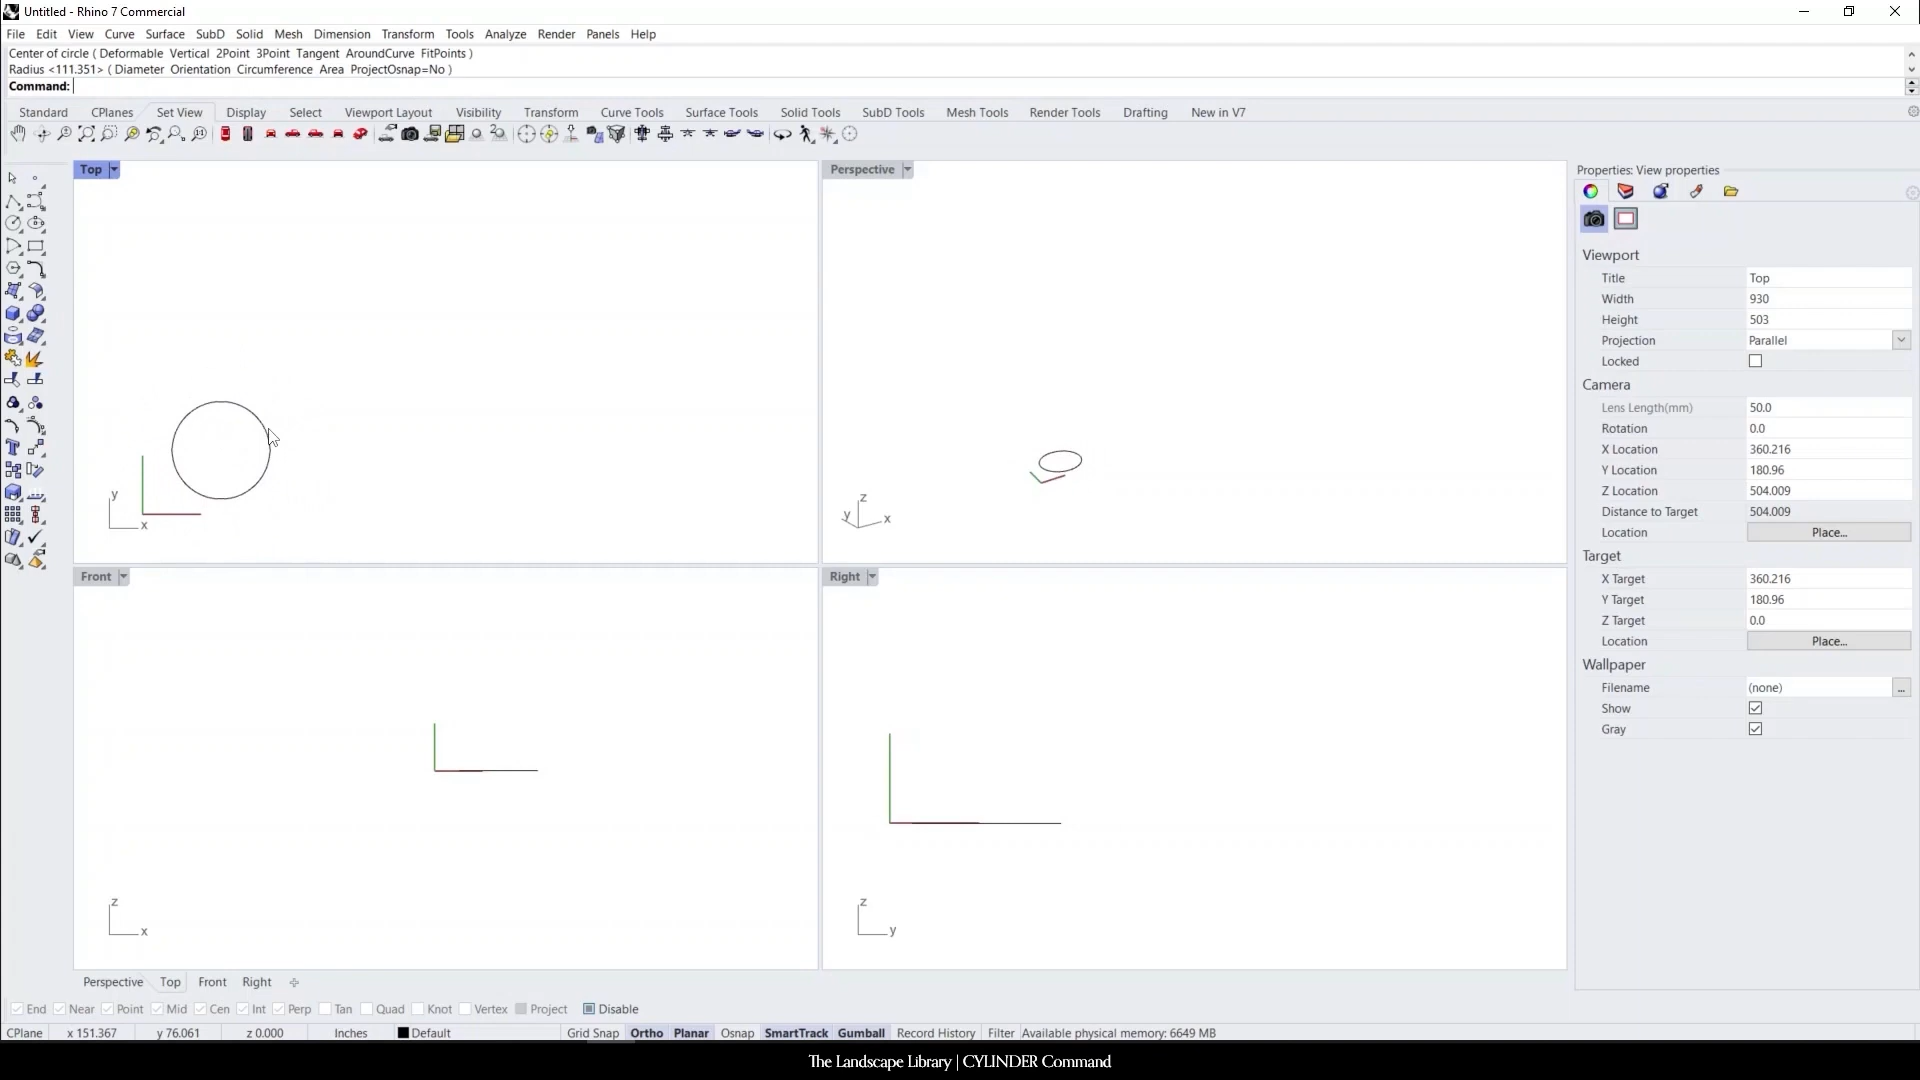 Untitled - Rhino 7 Commercial
File Edit View Curve Surface SubD Solid Mesh Dimension Transform Tools Analyze Render Panels Help
Center of circle ( Deformable Vertical 2Point 3Point Tangent AroundCurve FitPoints )
Radius <111.351> ( Diameter Orientation Circumference Area ProjectOsnap=No )
Command:
Standard CPlanes Set View Display Select Viewport Layout Visibility Transform Curve Tools Surface Tools Solid Tools SubD Tools Mesh Tools Render Tools Drafting New in V7
Top
y
x
Perspective
z
y
x
Front
z
x
Right
z
y
Properties: View properties
Viewport
Title Top
Width 930
Height 503
Projection Parallel
Locked
Camera
Lens Length(mm) 50.0
Rotation 0.0
X Location 360.216
Y Location 180.96
Z Location 504.009
Distance to Target 504.009
Location Place...
Target
X Target 360.216
Y Target 180.96
Z Target 0.0
Location Place...
Wallpaper
Filename (none) ...
Show
Gray
Perspective Top Front Right
End Near Point Mid Cen Int Perp Tan Quad Knot Vertex Project Disable
CPlane x 151.367 y 76.061 z 0.000 Inches Default Grid Snap Ortho Planar Osnap SmartTrack Gumball Record History Filter Available physical memory: 6649 MB
The Landscape Library | CYLINDER Command